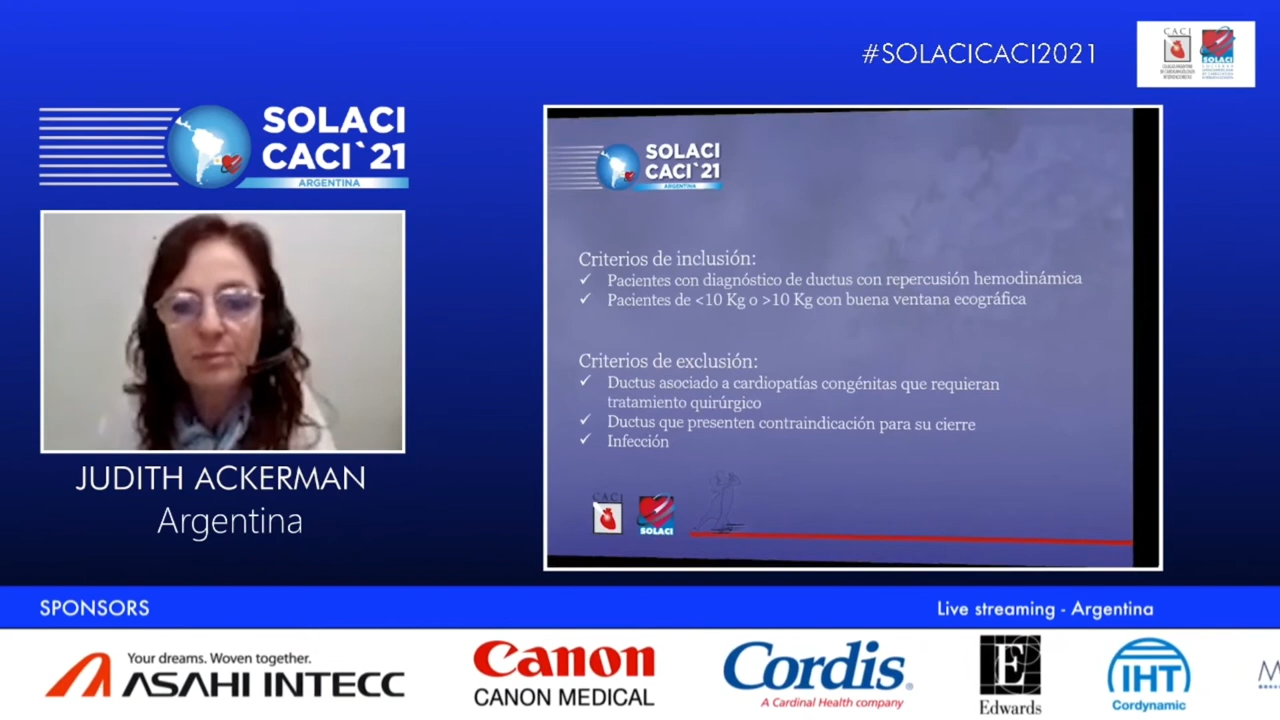 #SOLACICACI2021
CACI
SOLACI
SOLACI
CACI`21
ARGENTINA
JUDITH ACKERMAN
Argentina
SOLACI
CACI`21
ARGENTINA
Criterios de inclusión:
✓ Pacientes con diagnóstico de ductus con repercusión hemodinámica
✓ Pacientes de <10 Kg o >10 Kg con buena ventana ecográfica
Criterios de exclusión:
✓ Ductus asociado a cardiopatías congénitas que requieran
tratamiento quirúrgico
✓ Ductus que presenten contraindicación para su cierre
✓ Infección
CACI
SOLACI
SPONSORS
Live streaming - Argentina
Your dreams. Woven together.
ASAHI INTECC
Canon
CANON MEDICAL
Cordis®
A Cardinal Health company
E
Edwards
IHT
Cordynamic
M